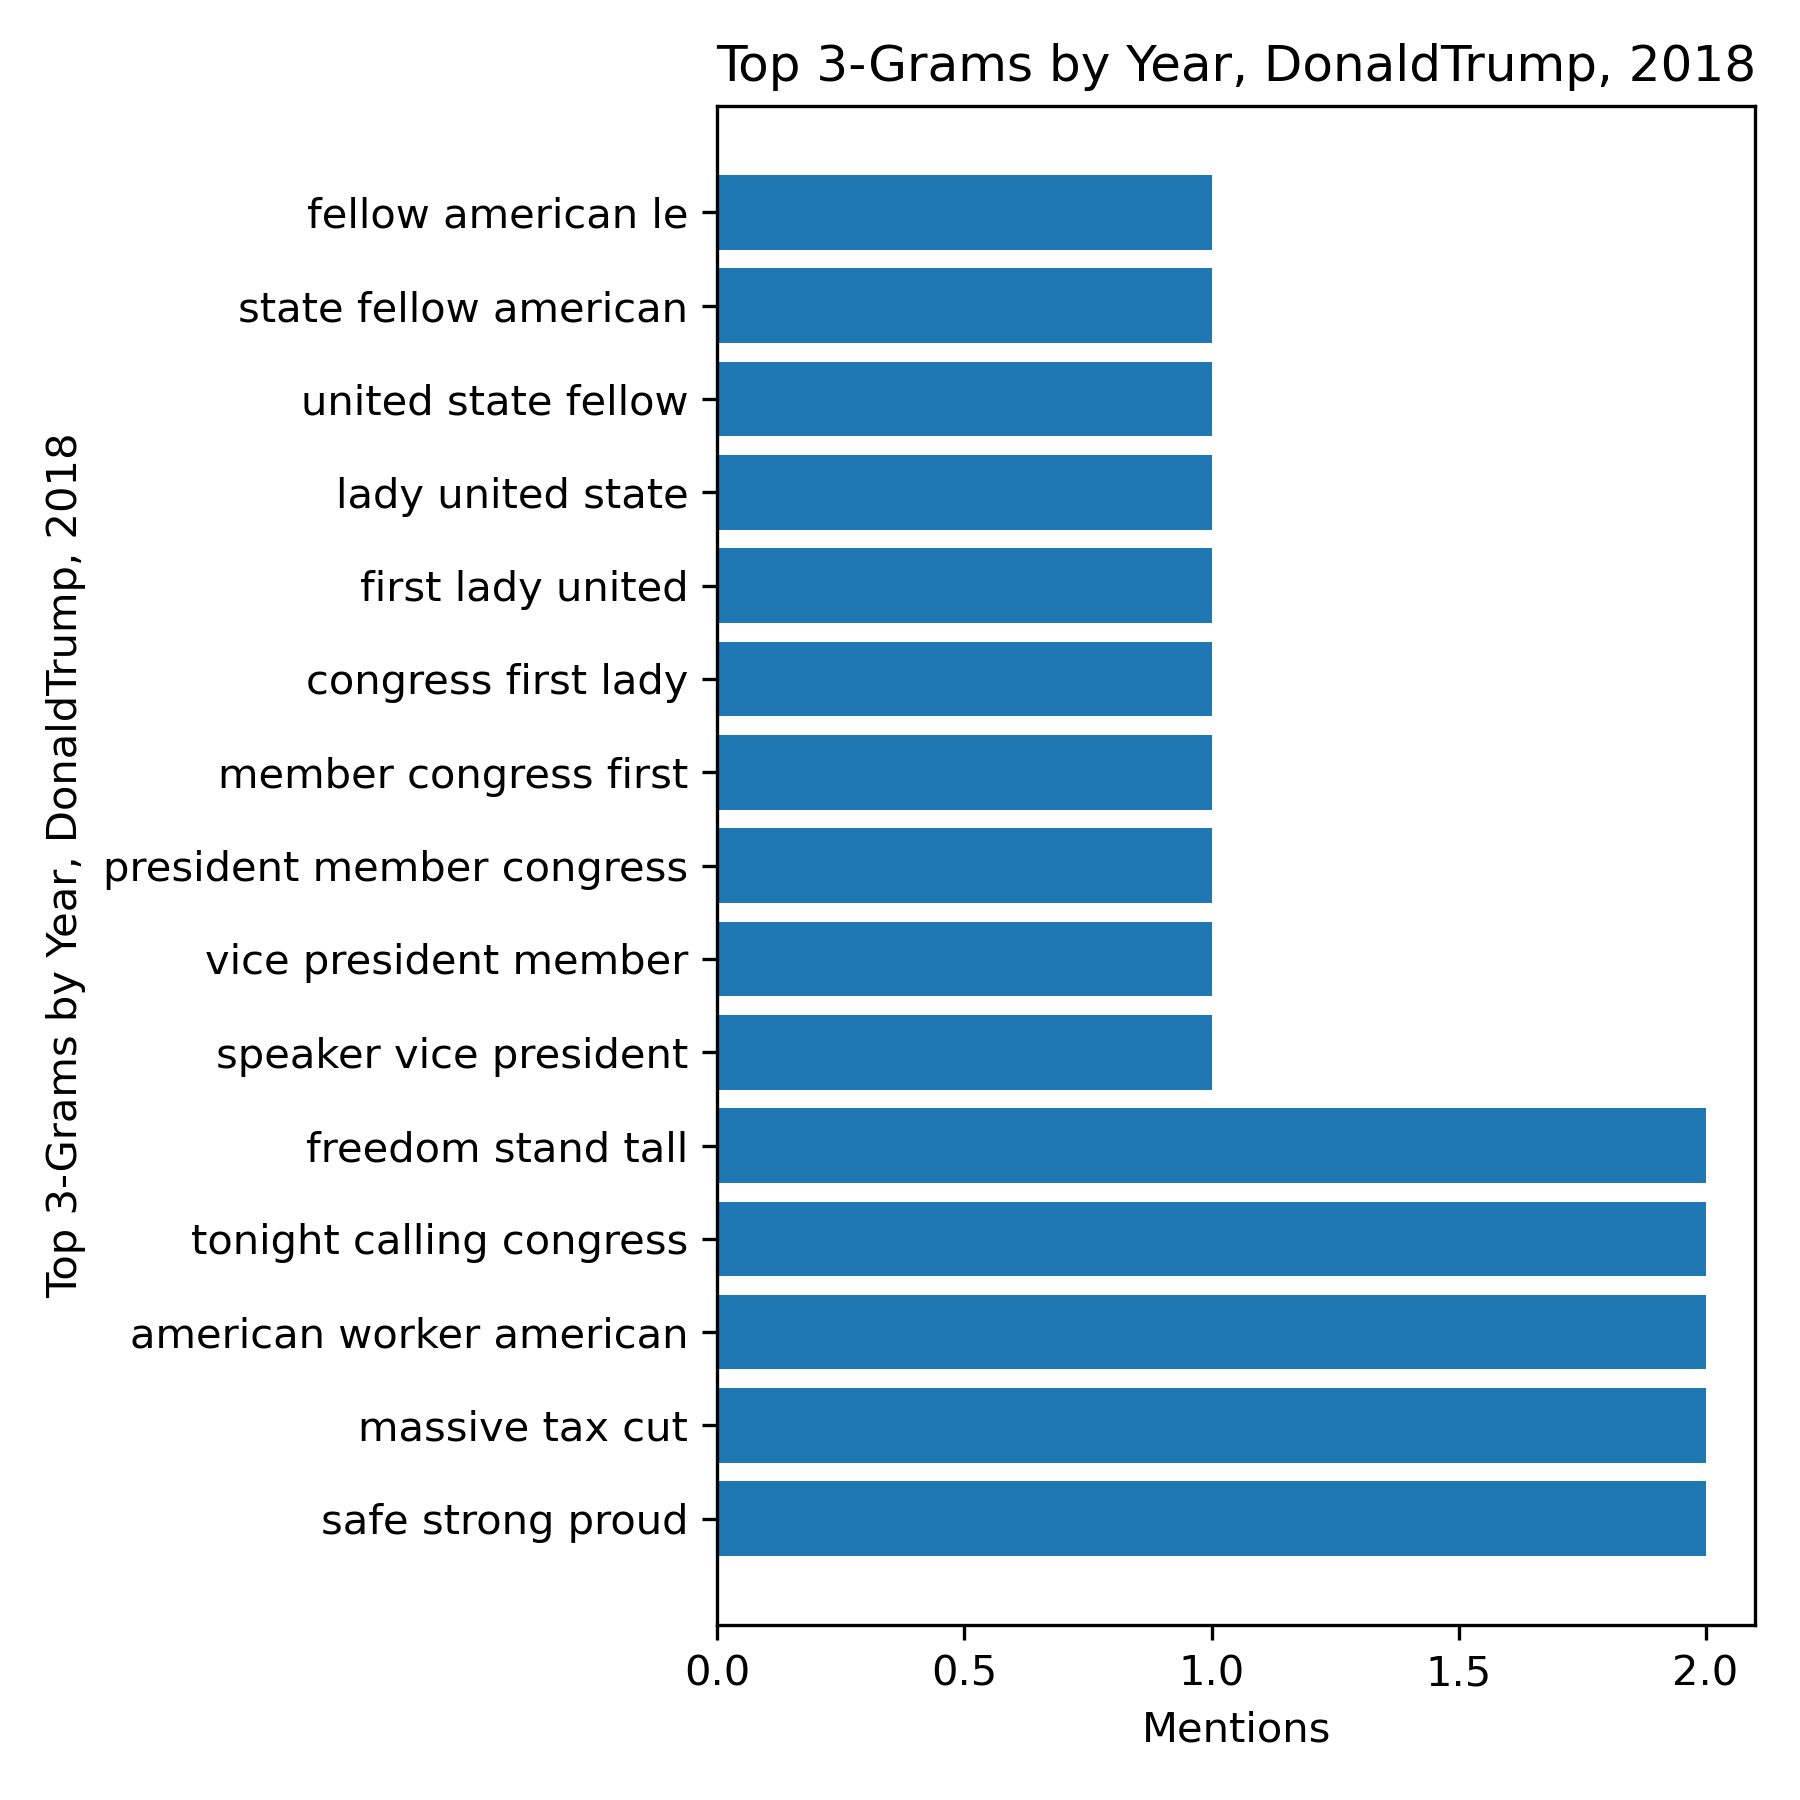 Top 3-Grams by Year, DonaldTrump, 2018
Top 3-Grams by Year, DonaldTrump, 2018
fellow american le
state fellow american
united state fellow
lady united state
first lady united
congress first lady
member congress first
president member congress
vice president member
speaker vice president
freedom stand tall
tonight calling congress
american worker american
massive tax cut
safe strong proud
0.0 0.5 1.0 1.5 2.0
Mentions